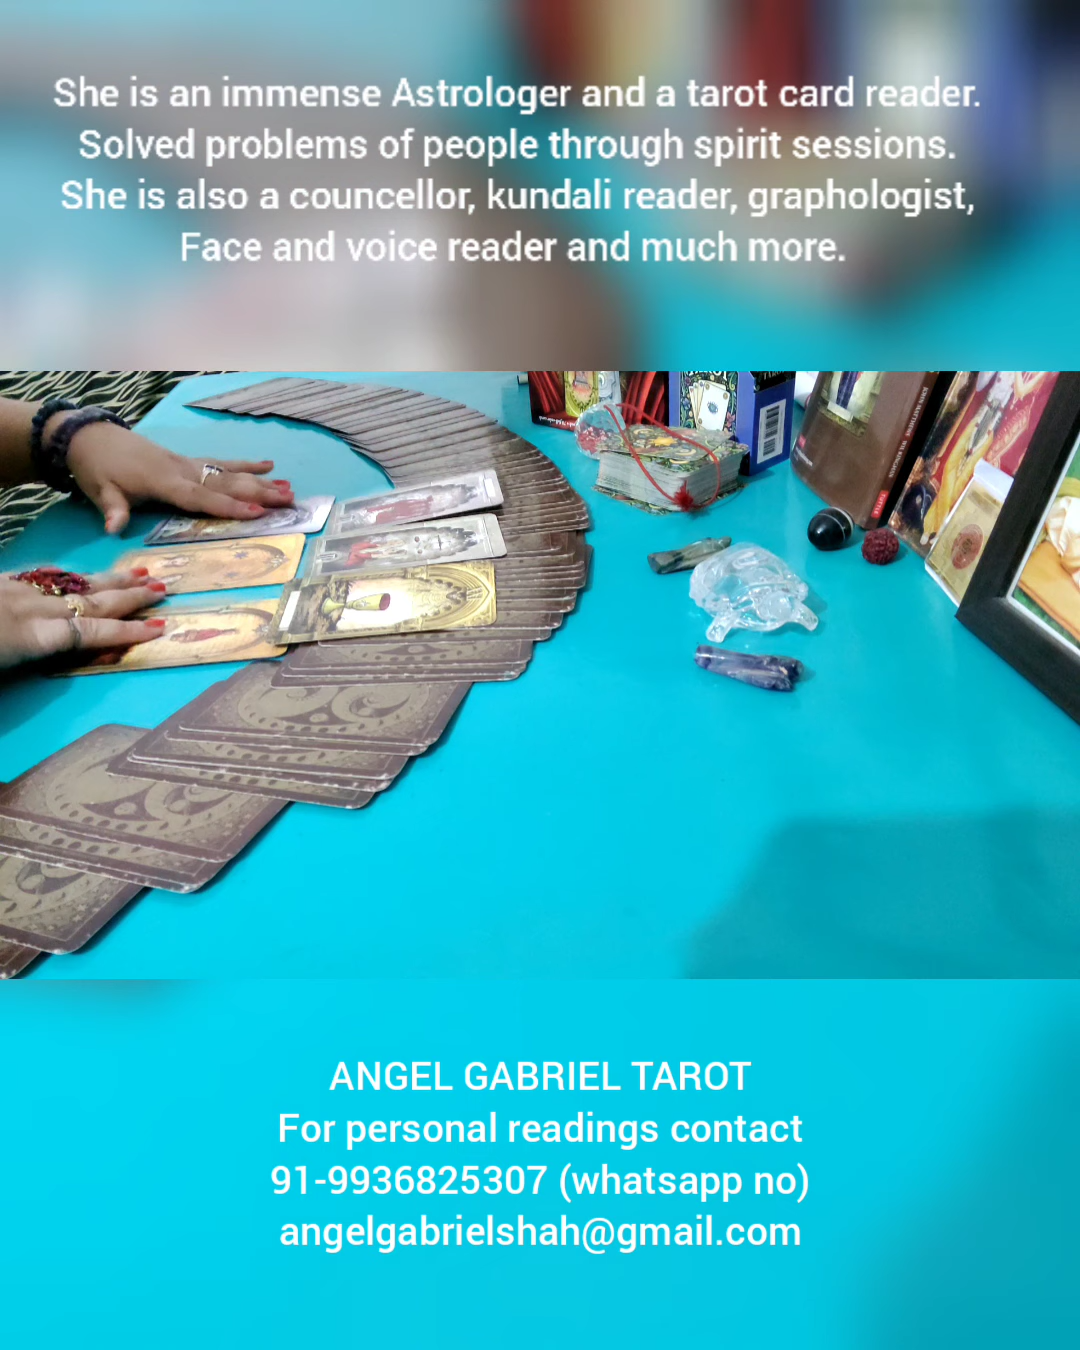 She is an immense Astrologer and a tarot card reader.
Solved problems of people through spirit sessions.
She is also a councellor, kundali reader, graphologist,
Face and voice reader and much more.
ANGEL GABRIEL TAROT
For personal readings contact
91-9936825307 (whatsapp no)
angelgabrielshah@gmail.com